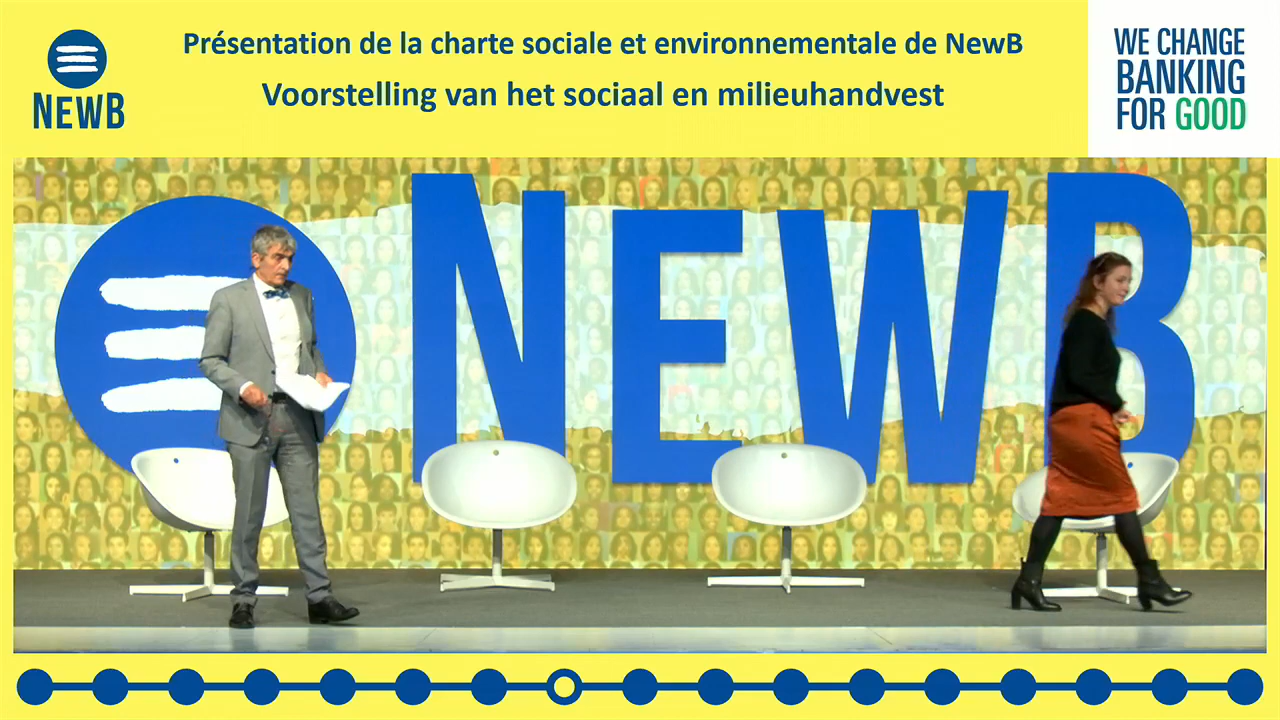 NEWB
Présentation de la charte sociale et environnementale de NewB
Voorstelling van het sociaal en milieuhandvest
WE CHANGE
BANKING
FOR GOOD
NEWB